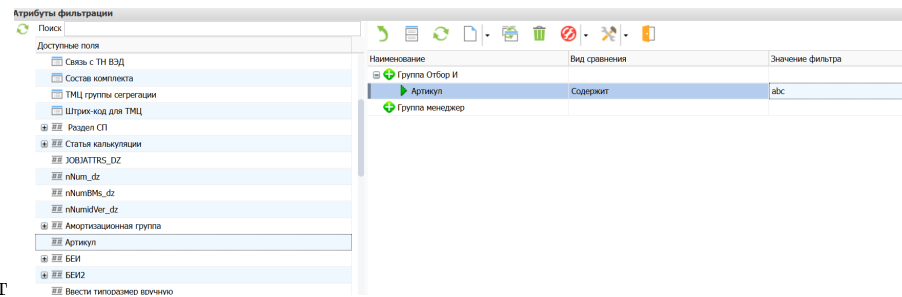 Атрибуты фильтрации
Поиск
Доступные поля
Связь с ТН ВЭД
Состав комплекта
ТМЦ группы сегрегации
Штрих-код для ТМЦ
Раздел СП
Статья калькуляции
JOBJATTRS_DZ
nNum_dz
nNumBMs_dz
nNumidVer_dz
Амортизационная группа
Артикул
БЕИ
БЕИ2
Ввести типоразмер вручную
Наименование Вид сравнения Значение фильтра
Группа Отбор И
Артикул Содержит abc
Группа менеджер
т